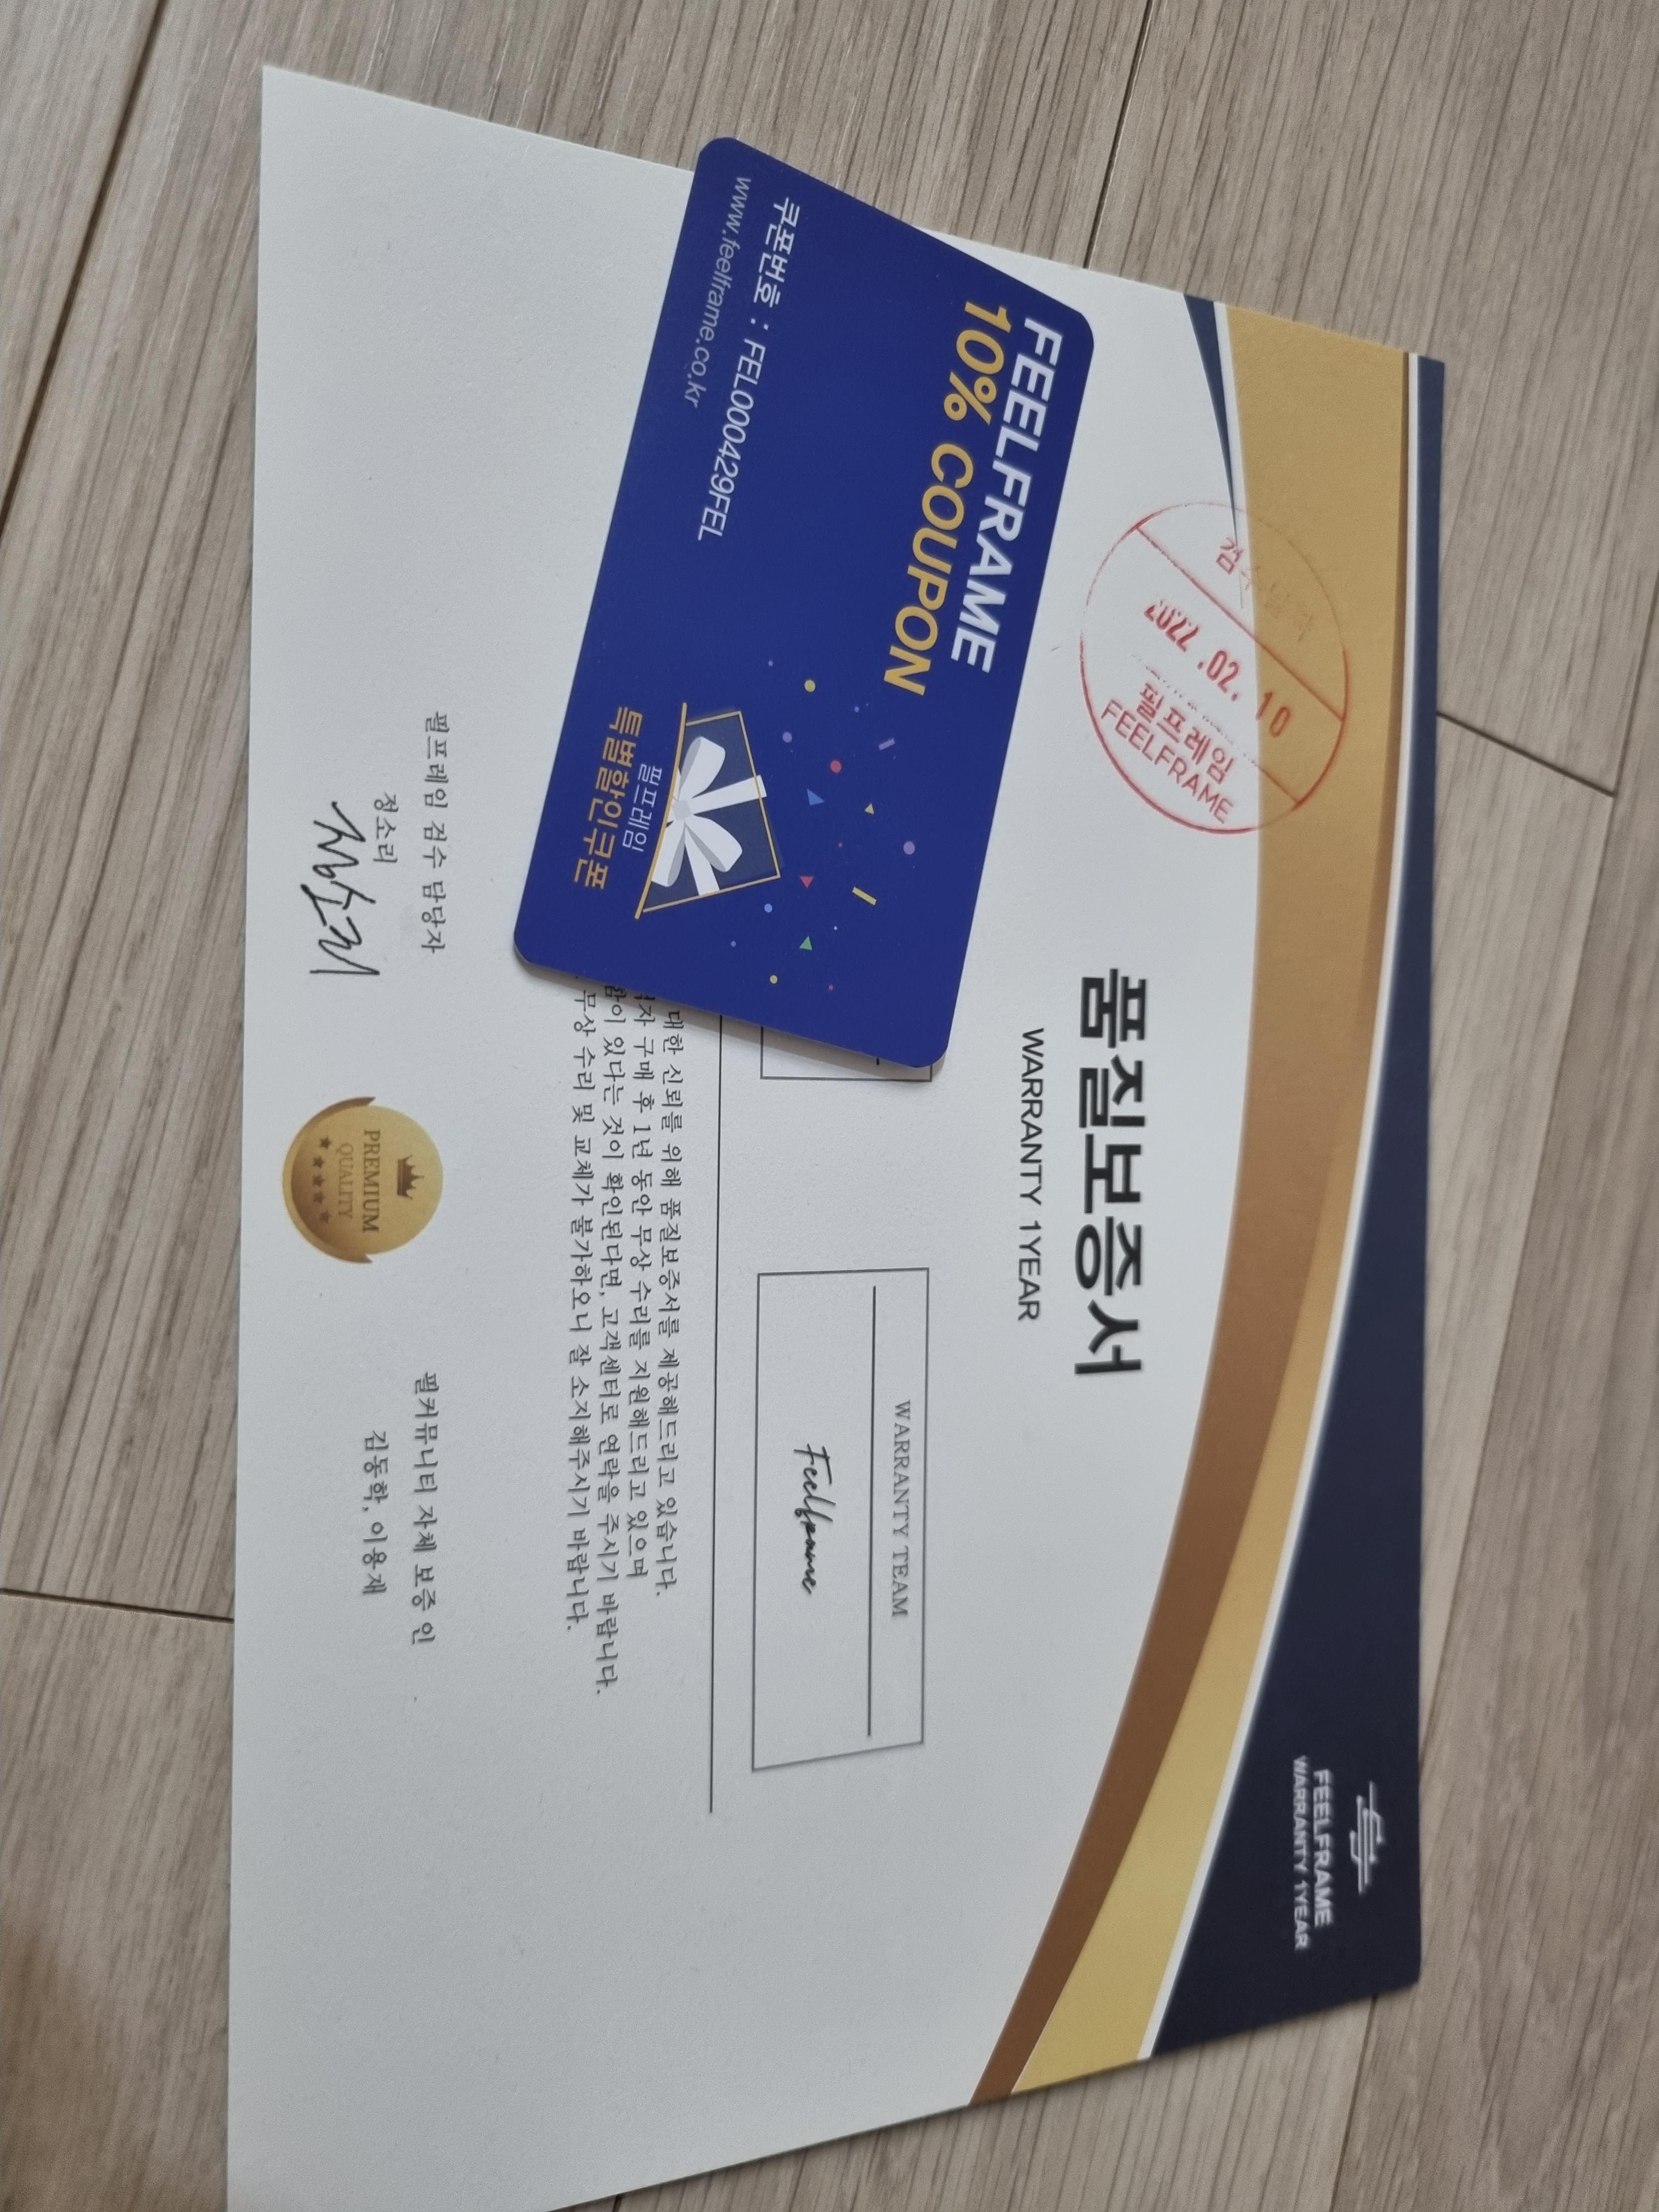 FEELFRAME
WARRANTY 1YEAR
2022.02.10
필프레임
FEELFRAME
품질보증서
WARRANTY 1YEAR
WARRANTY TEAM
Feelframe
FEELFRAME
10% COUPON
쿠폰번호 : FEL000429FEL
www.feelframe.co.kr
필프레임
특별할인쿠폰
대한 신뢰를 위해 품질보증서를 제공해드리고 있습니다.
구매 후 1년 동안 무상 수리를 지원해드리고 있으며
함이 있다는 것이 확인된다면, 고객센터로 연락을 주시기 바랍니다.
무상 수리 및 교체가 불가하오니 잘 소지해주시기 바랍니다.
필프레임 검수 담당자
정소리
정소리
PREMIUM
QUALITY
필커뮤니티 자체 보증 인
김동학, 이용재